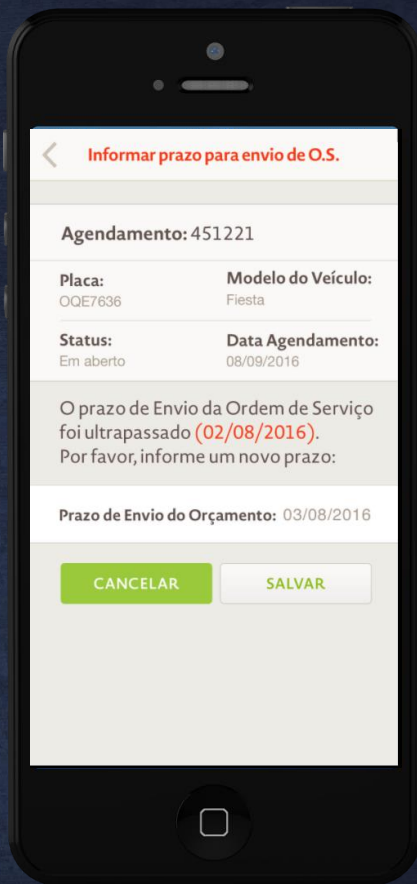 Informar prazo para envio de O.S.
Agendamento: 451221
Placa: Modelo do Veículo:
OQE7636 Fiesta
Status: Data Agendamento:
Em aberto 08/09/2016
O prazo de Envio da Ordem de Serviço
foi ultrapassado (02/08/2016).
Por favor, informe um novo prazo:
Prazo de Envio do Orçamento: 03/08/2016
CANCELAR SALVAR